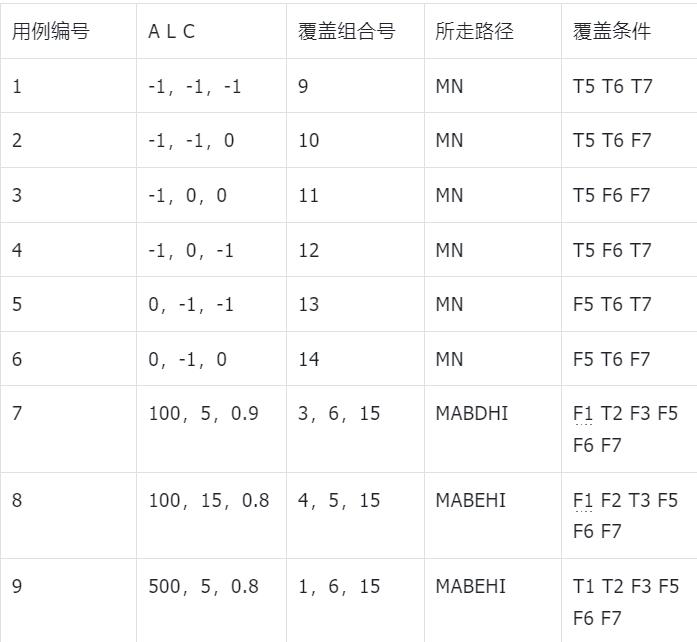 用例编号 A L C 覆盖组合号 所走路径 覆盖条件
1 -1，-1，-1 9 MN T5 T6 T7
2 -1，-1，0 10 MN T5 T6 F7
3 -1，0，0 11 MN T5 F6 F7
4 -1，0，-1 12 MN T5 F6 T7
5 0，-1，-1 13 MN F5 T6 T7
6 0，-1，0 14 MN F5 T6 F7
7 100，5，0.9 3，6，15 MABDHI F1 T2 F3 F5
F6 F7
8 100，15，0.8 4，5，15 MABEHI F1 F2 T3 F5
F6 F7
9 500，5，0.8 1，6，15 MABEHI T1 T2 F3 F5
F6 F7